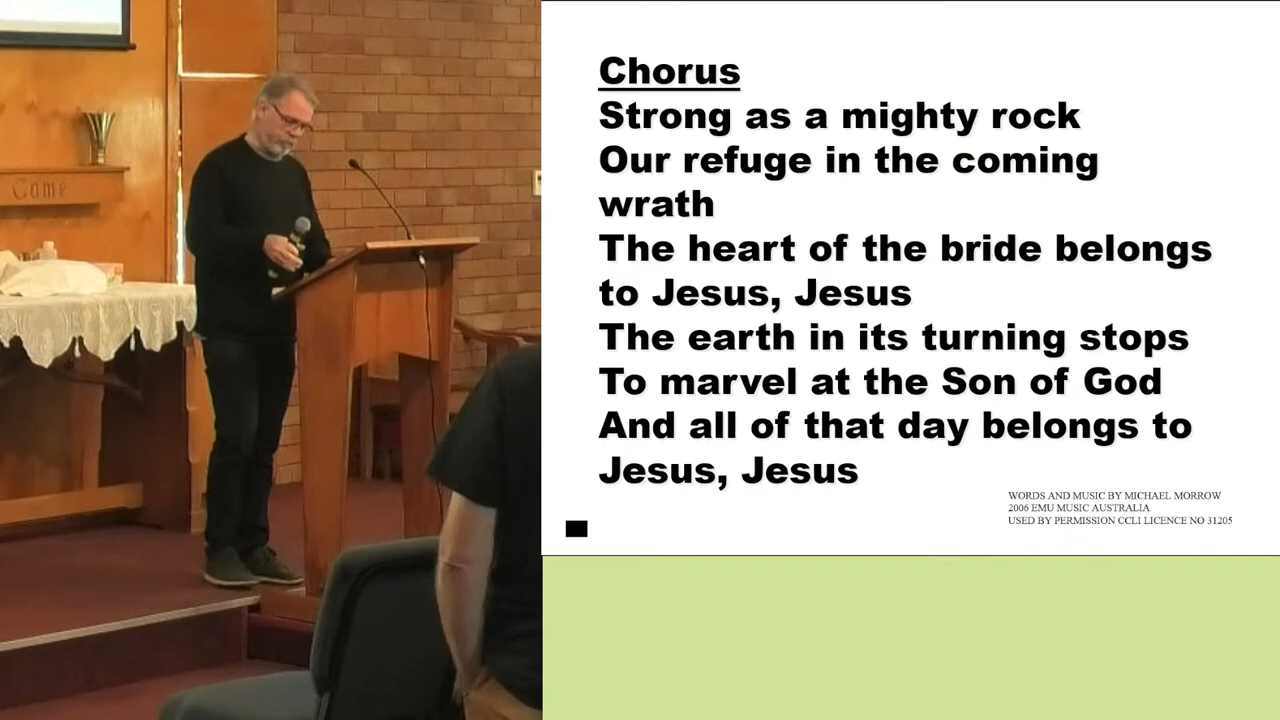 Come
Chorus
Strong as a mighty rock
Our refuge in the coming
wrath
The heart of the bride belongs
to Jesus, Jesus
The earth in its turning stops
To marvel at the Son of God
And all of that day belongs to
Jesus, Jesus
WORDS AND MUSIC BY MICHAEL MORROW
2006 EMU MUSIC AUSTRALIA
USED BY PERMISSION CCLI LICENCE NO 31205